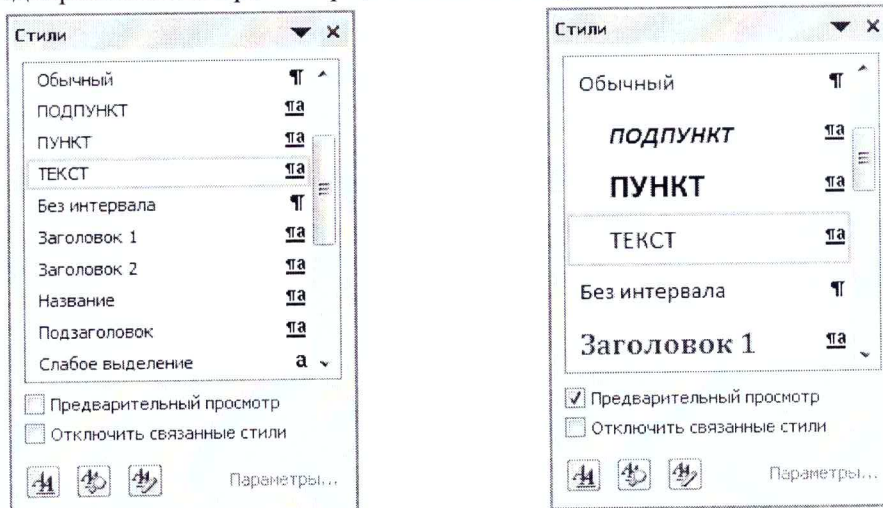 Стили
Обычный
ПОДПУНКТ
ПУНКТ
ТЕКСТ
Без интервала
Заголовок 1
Заголовок 2
Название
Подзаголовок
Слабое выделение
Предварительный просмотр
Отключить связанные стили
Параметры...
Стили
Обычный
ПОДПУНКТ
ПУНКТ
ТЕКСТ
Без интервала
Заголовок 1
Предварительный просмотр
Отключить связанные стили
Параметры...